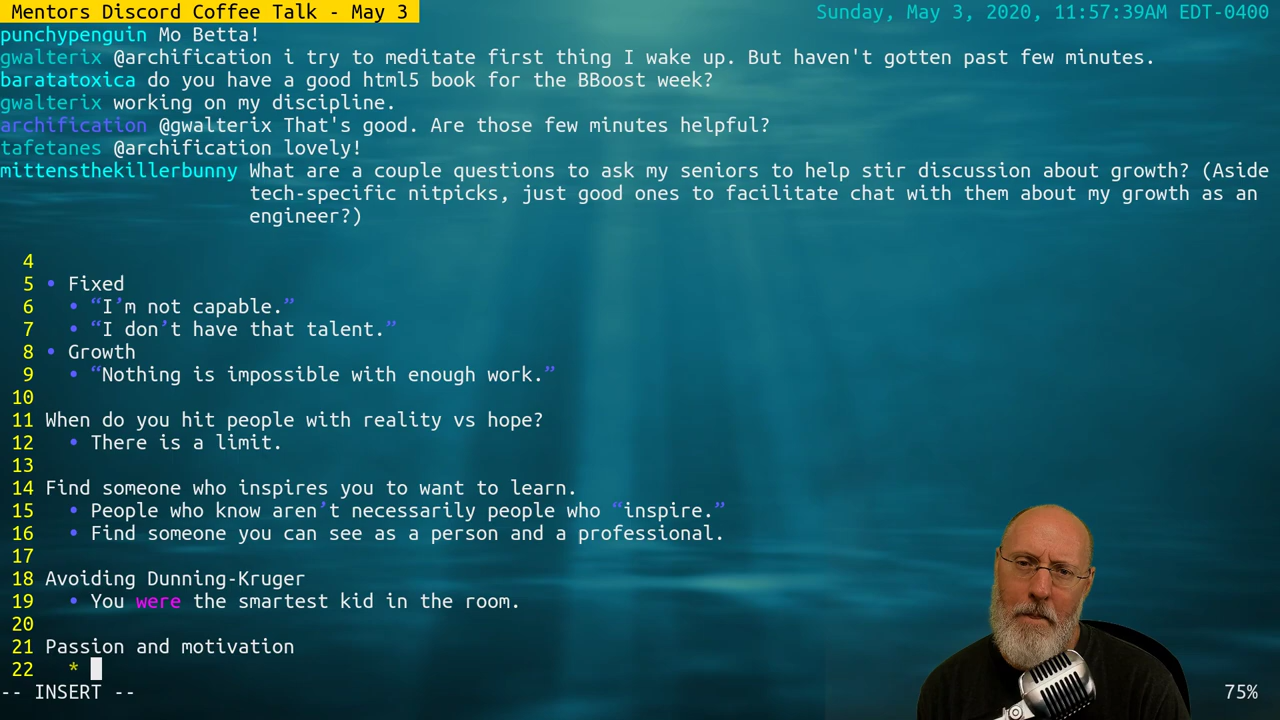 Mentors Discord Coffee Talk - May 3
Sunday, May 3, 2020, 11:57:39AM EDT-0400
punchypenguin Mo Betta!
gwalterix @archification i try to meditate first thing I wake up. But haven't gotten past few minutes.
baratatoxica do you have a good html5 book for the BBoost week?
gwalterix working on my discipline.
archification @gwalterix That's good. Are those few minutes helpful?
tafetanes @archification lovely!
mittensthekillerbunny What are a couple questions to ask my seniors to help stir discussion about growth? (Aside
tech-specific nitpicks, just good ones to facilitate chat with them about my growth as an
engineer?)
4
5 • Fixed
6 • “I’m not capable.”
7 • “I don’t have that talent.”
8 • Growth
9 • “Nothing is impossible with enough work.”
10
11 When do you hit people with reality vs hope?
12 • There is a limit.
13
14 Find someone who inspires you to want to learn.
15 • People who know aren’t necessarily people who “inspire.”
16 • Find someone you can see as a person and a professional.
17
18 Avoiding Dunning-Kruger
19 • You were the smartest kid in the room.
20
21 Passion and motivation
22 *
-- INSERT --
75%